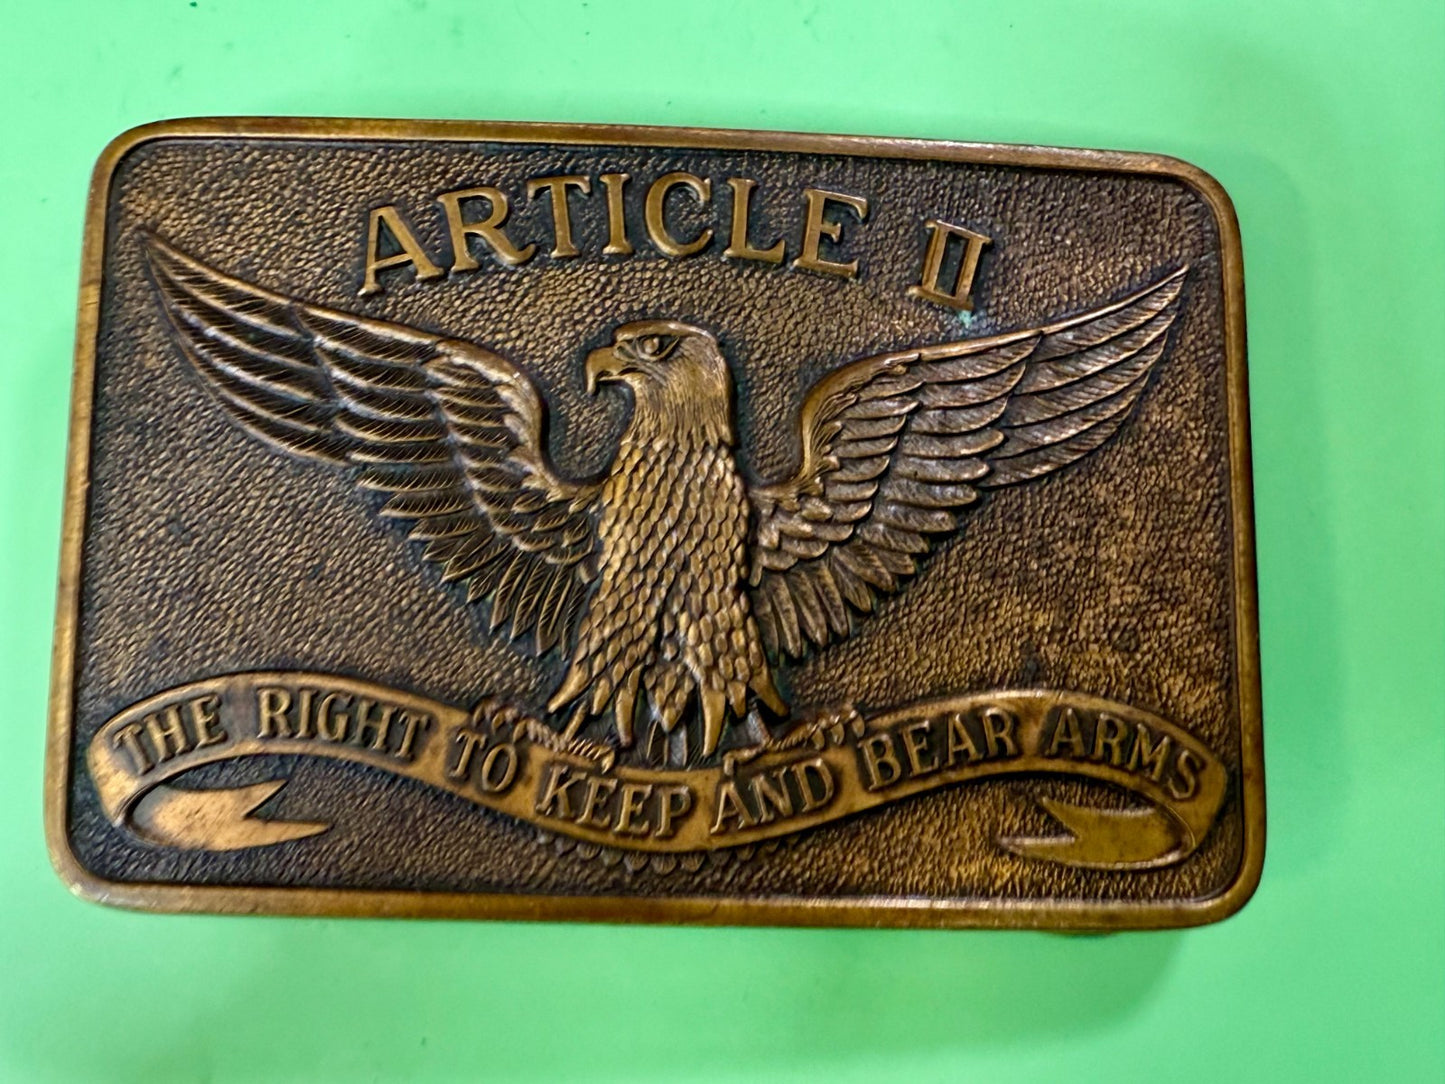 ARTICLE II
THE RIGHT TO KEEP AND BEAR ARMS